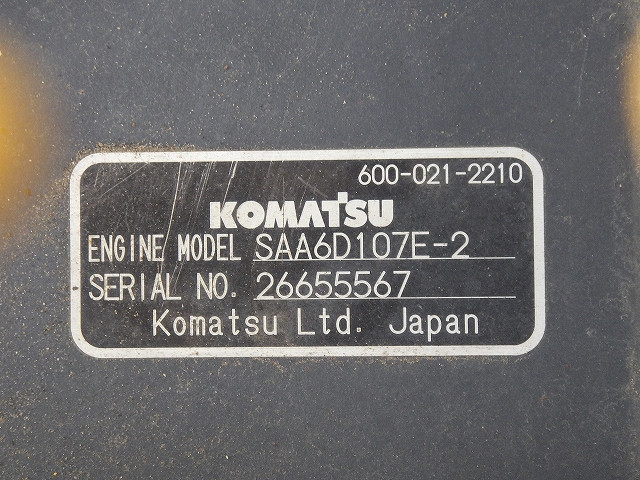 600-021-2210
KOMATSU
ENGINE MODEL SAA6D107E-2
SERIAL NO. 26655567
Komatsu Ltd. Japan